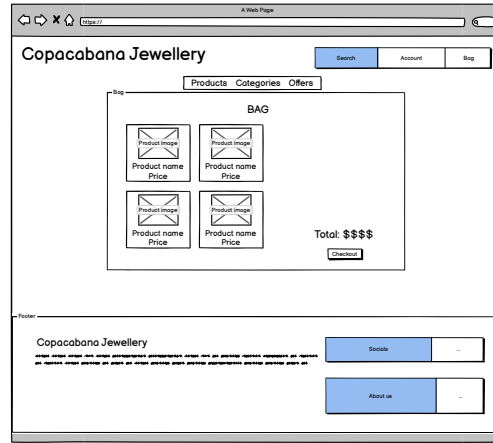 A Web Page
https://
Copacabana Jewellery
Search Account Bag
Products Categories Offers
Bag
BAG
Product image Product image
Product name Product name
Price Price
Product image Product image
Product name Product name
Price Price
Total: $$$$
Checkout
Footer
Copacabana Jewellery
Socials ...
About us ...